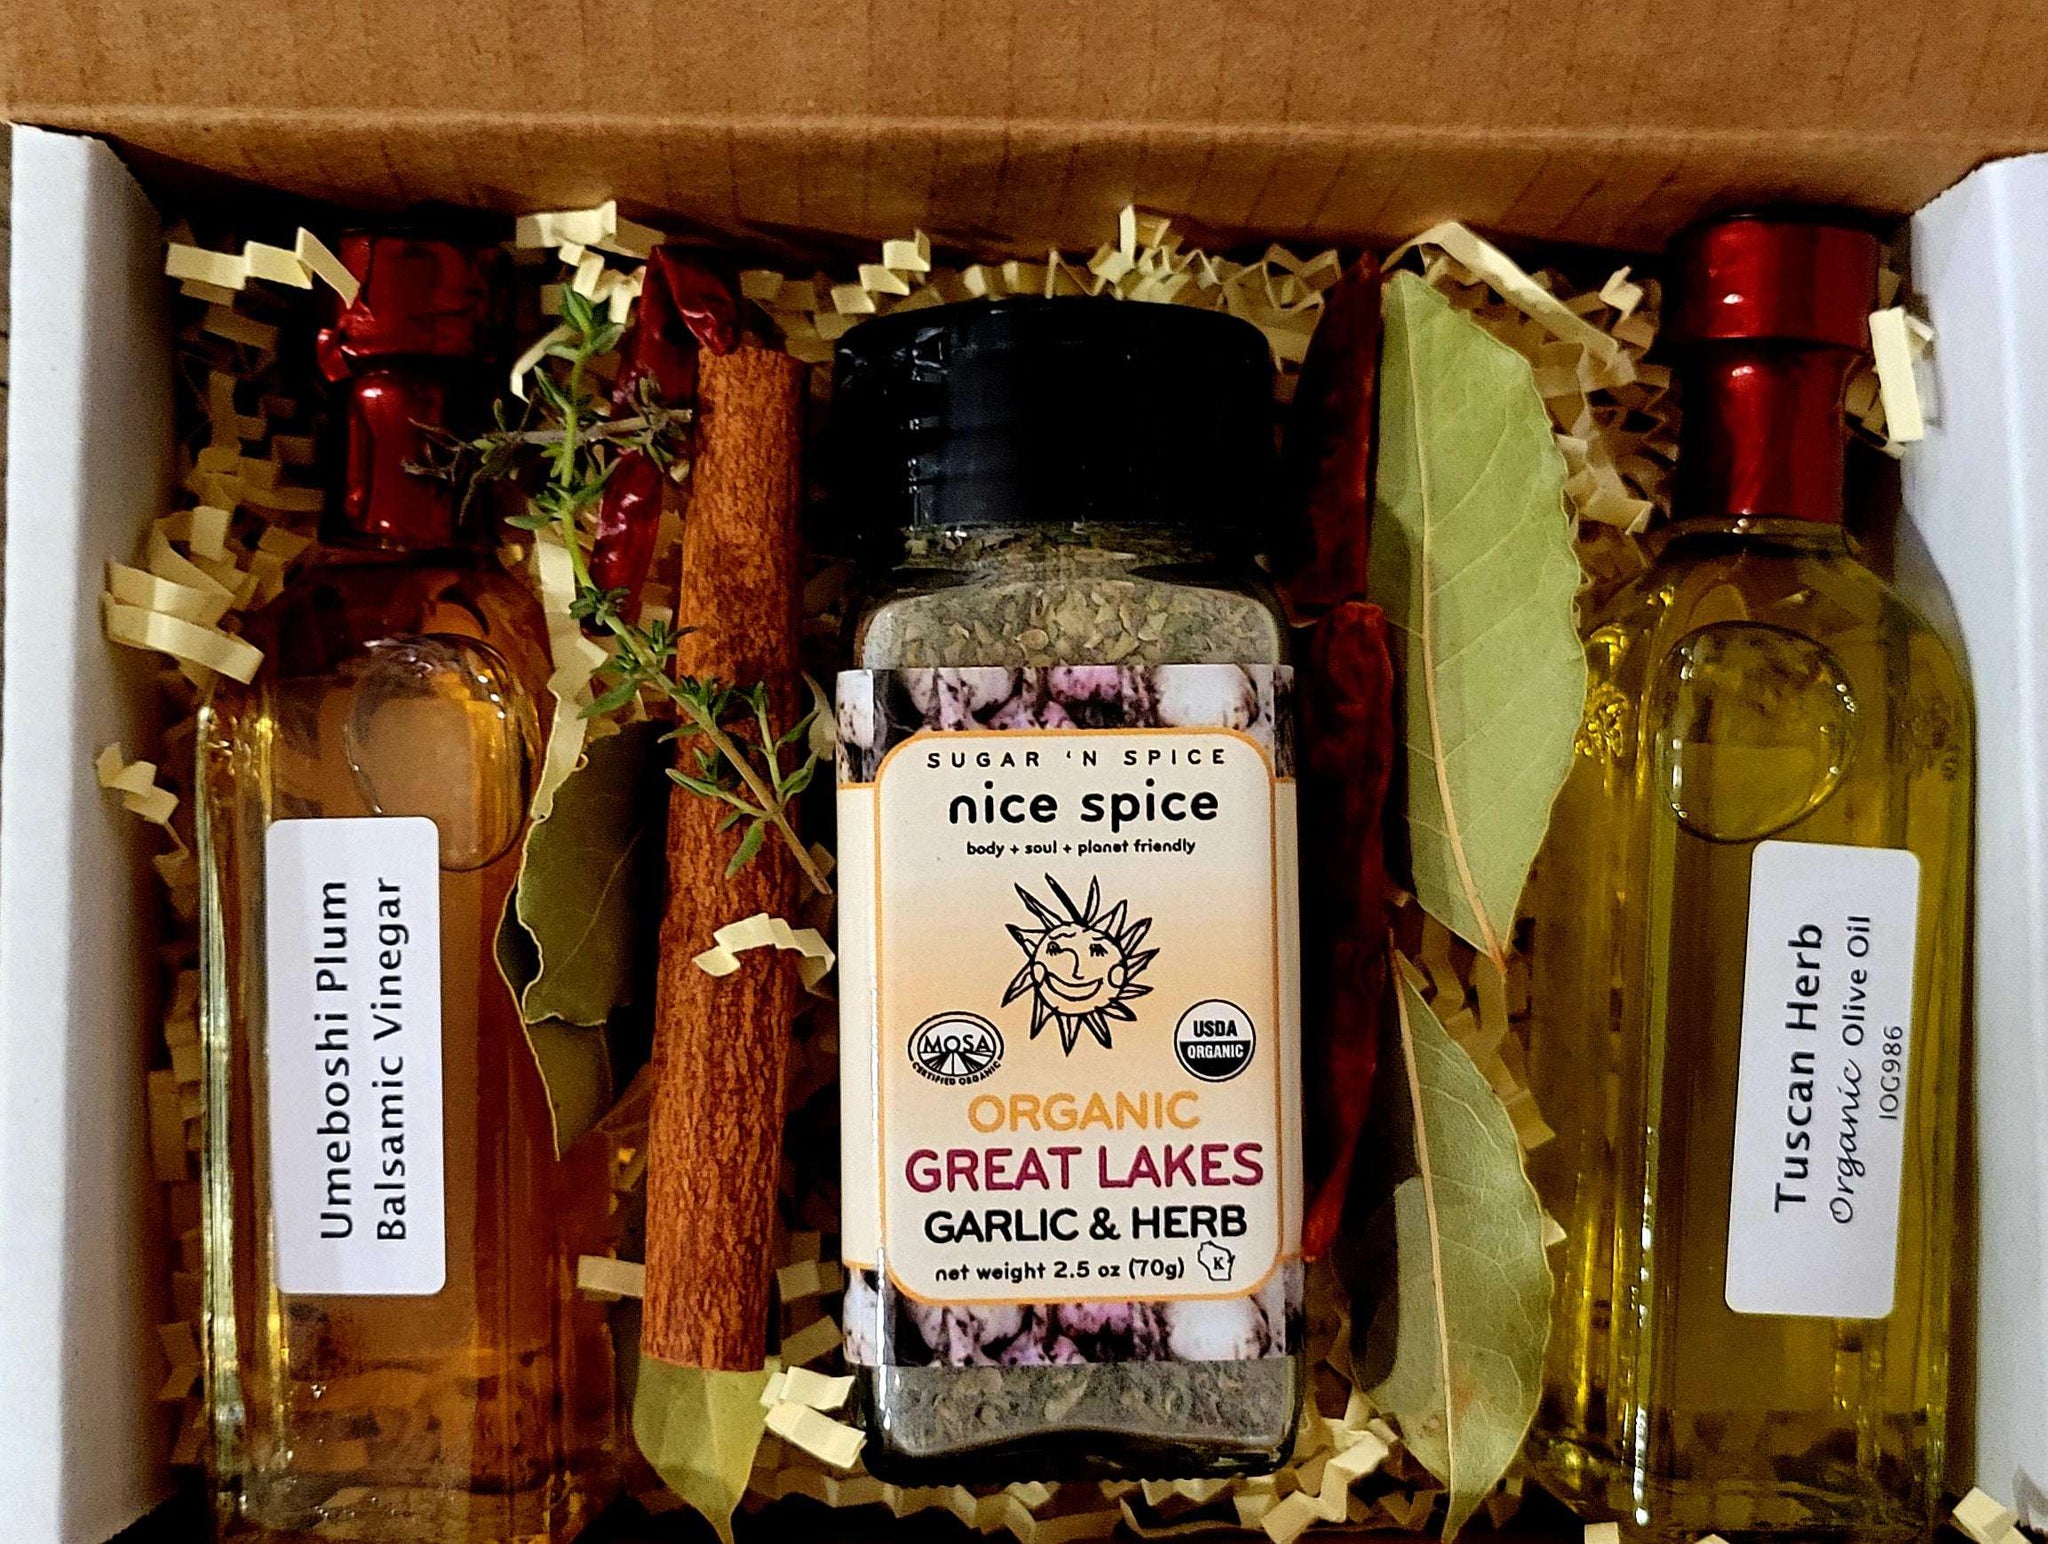 Umeboshi Plum
Balsamic Vinegar
SUGAR 'N SPICE
nice spice
body + soul + planet friendly
MOSA
CERTIFIED ORGANIC
USDA
ORGANIC
ORGANIC
GREAT LAKES
GARLIC & HERB
net weight 2.5 oz (70g)
K
Tuscan Herb
Organic Olive Oil
IOG986